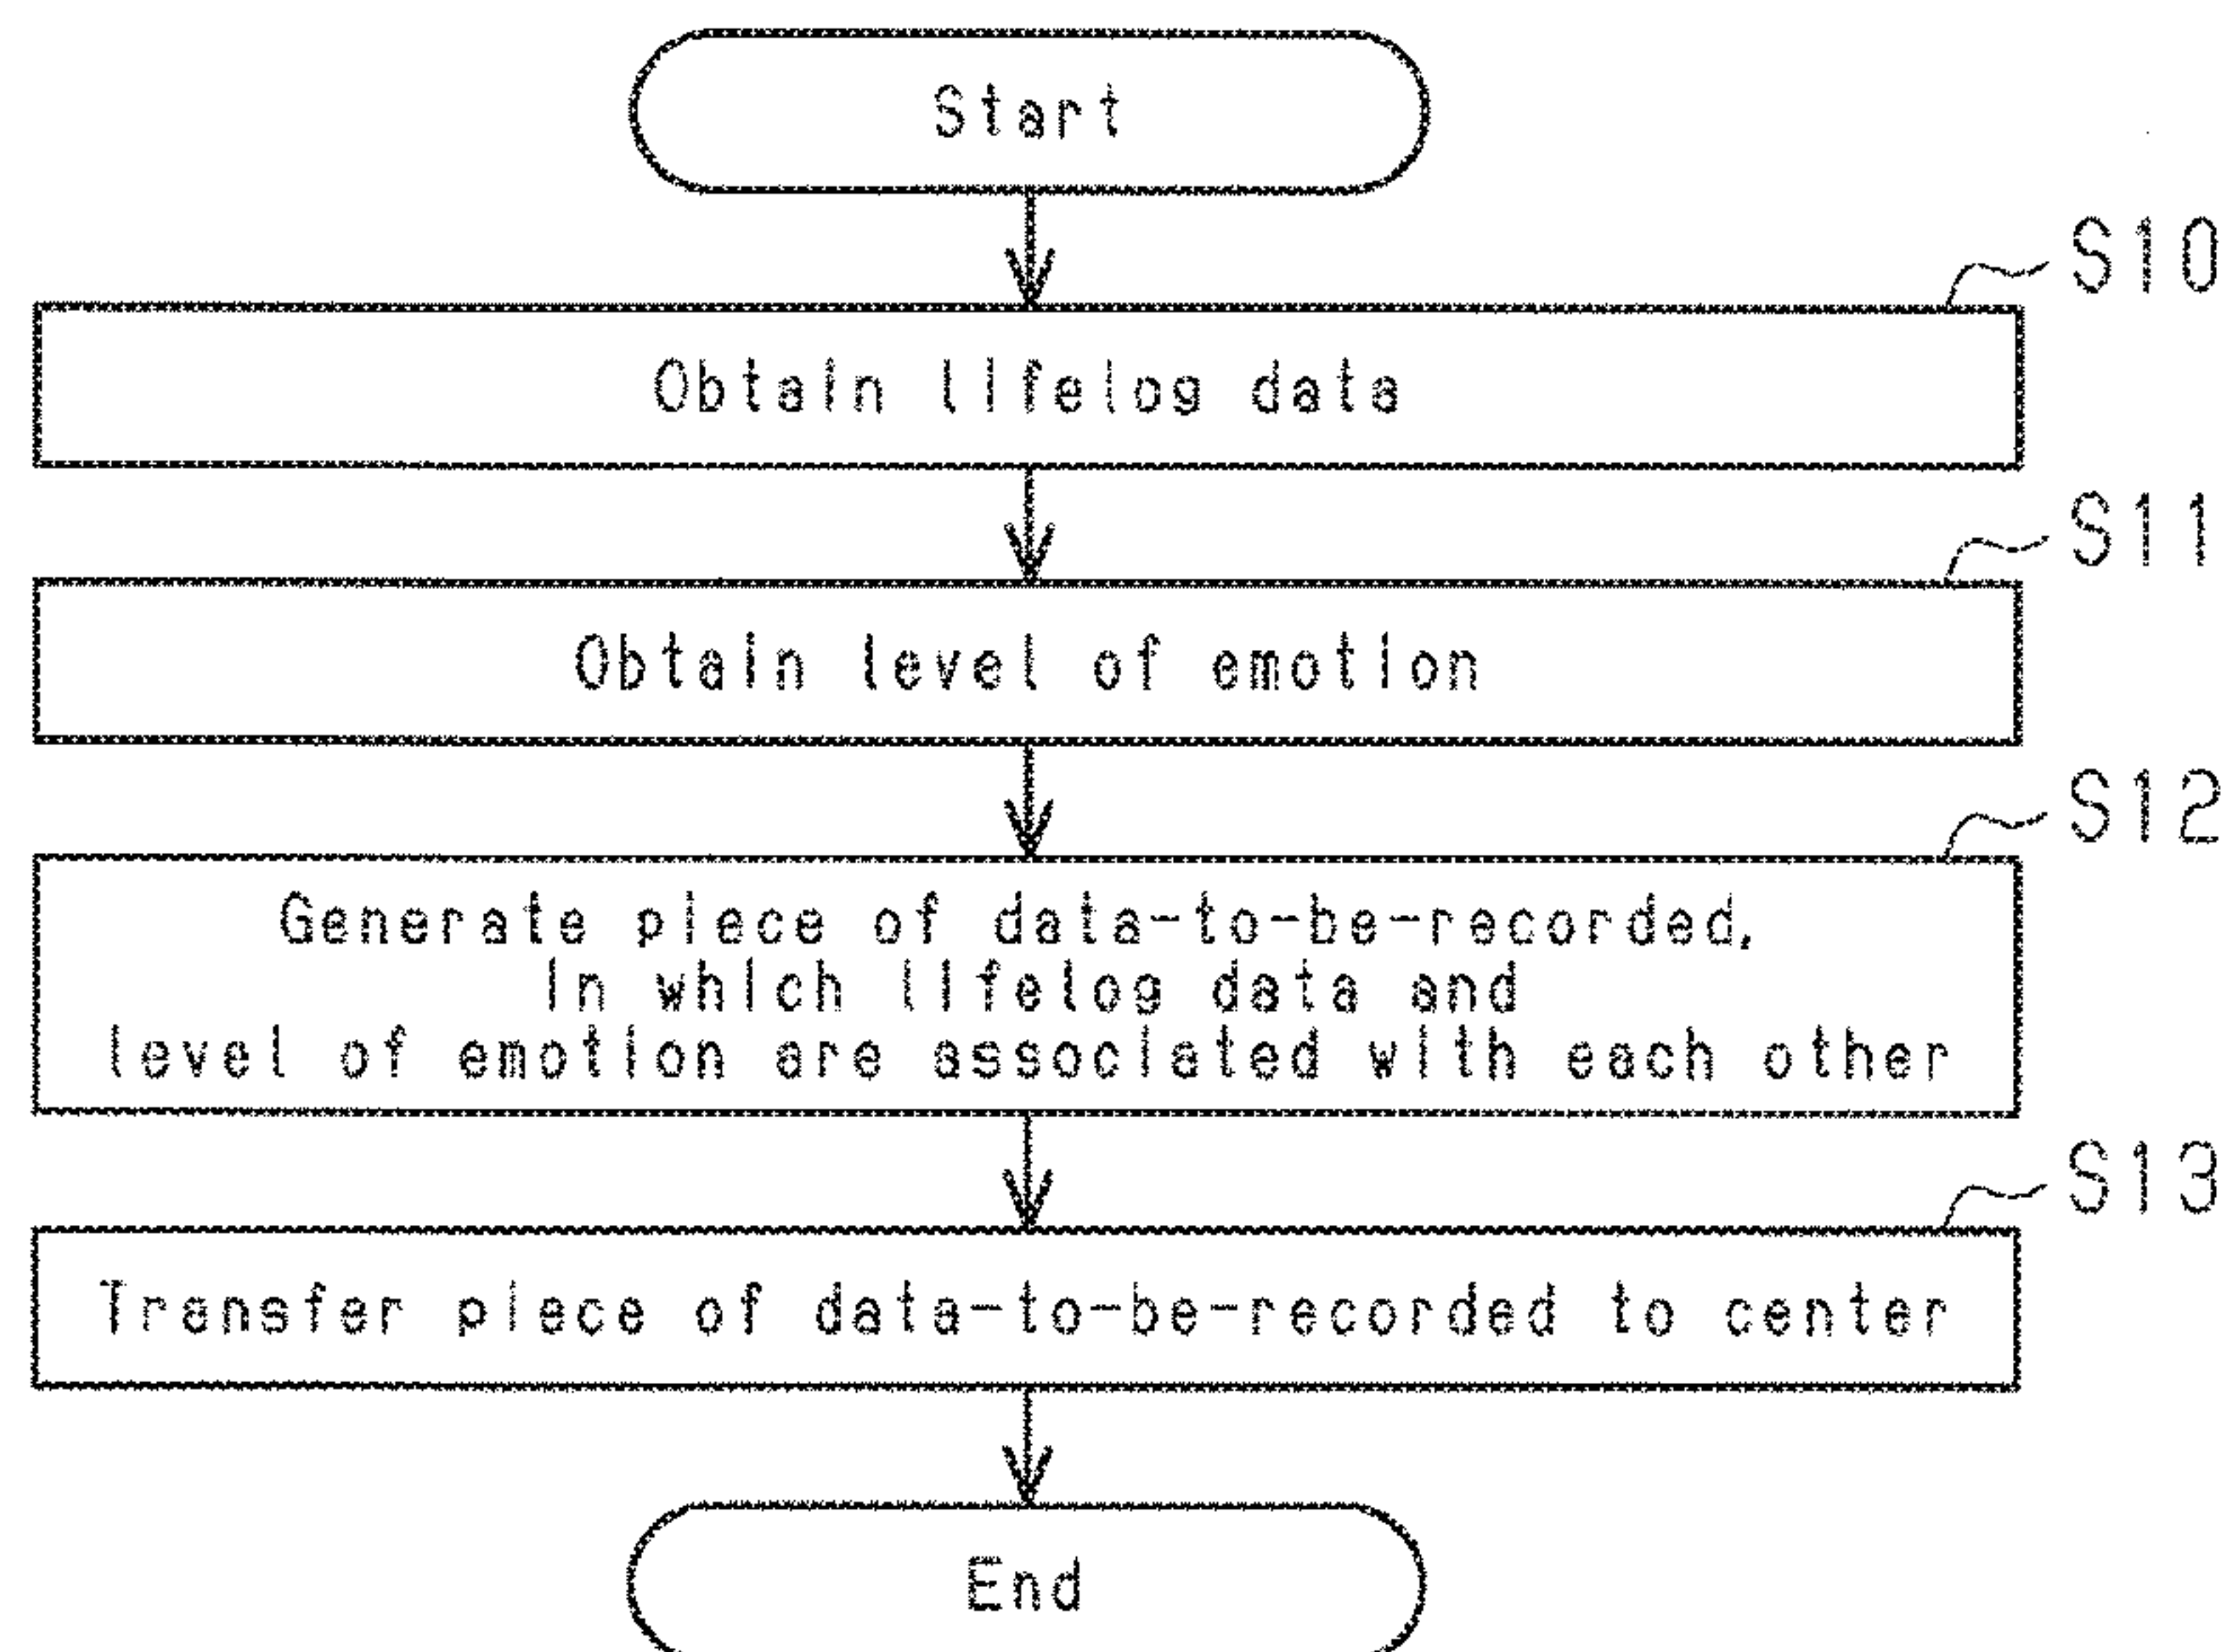 Start
S10
Obtain lifelog data
S11
Obtain level of emotion
S12
Generate piece of data-to-be-recorded,
in which lifelog data and
level of emotion are associated with each other
S13
Transfer piece of data-to-be-recorded to center
End